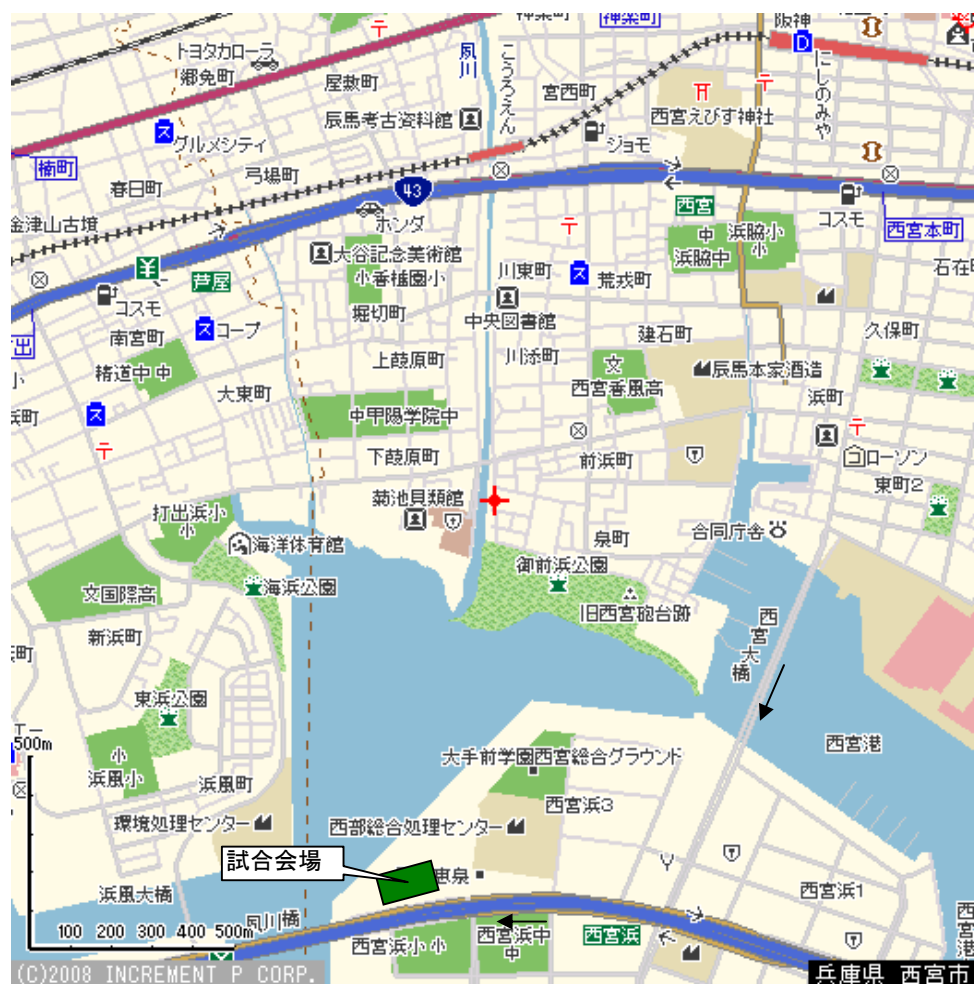 神楽町
阪神
D
にしのみや
トヨタカローラ
郷免町
屋敷町
夙川
こうろえん
宮西町
西宮えびす神社
辰馬考古資料館
ジョモ
ス
グルメシティ
楠町
弓場町
春日町
43
金津山古墳
ホンダ
西宮
コスモ
西宮本町
浜脇小
小
中
浜脇中
大谷記念美術館
小香櫨園小
川東町
ス
荒戎町
石在町
¥
芦屋
コスモ
堀切町
中央図書館
建石町
久保町
南宮町
ス
コープ
出
上葭原町
川添町
文
西宮香風高
辰馬本家酒造
精道中
中
大東町
浜町
ス
中甲陽学院中
下葭原町
前浜町
ローソン
東町2
菊池貝類館
打出浜小
小
海洋体育館
泉町
合同庁舎
御前浜公園
文国際高
海浜公園
旧西宮砲台跡
西宮大橋
新浜町
東浜公園
500m
小
浜風小
浜風町
大手前学園西宮総合グラウンド
西宮港
西宮浜3
環境処理センター
西部総合処理センター
試合会場
恵泉
浜風大橋
西宮浜1
夙川橋
100 200 300 400 500m
西宮浜小
小
西宮浜中
中
西宮浜
西宮港
(C)2008 INCREMENT P CORP.
兵庫県 西宮市